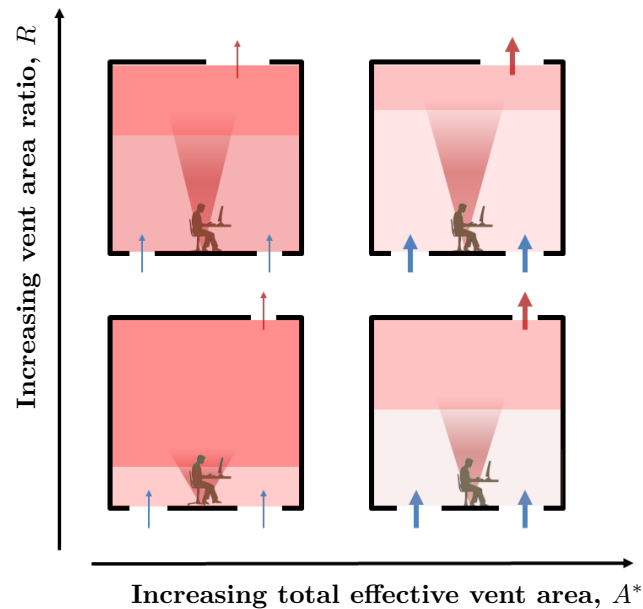 Increasing vent area ratio, R
Increasing total effective vent area, A*